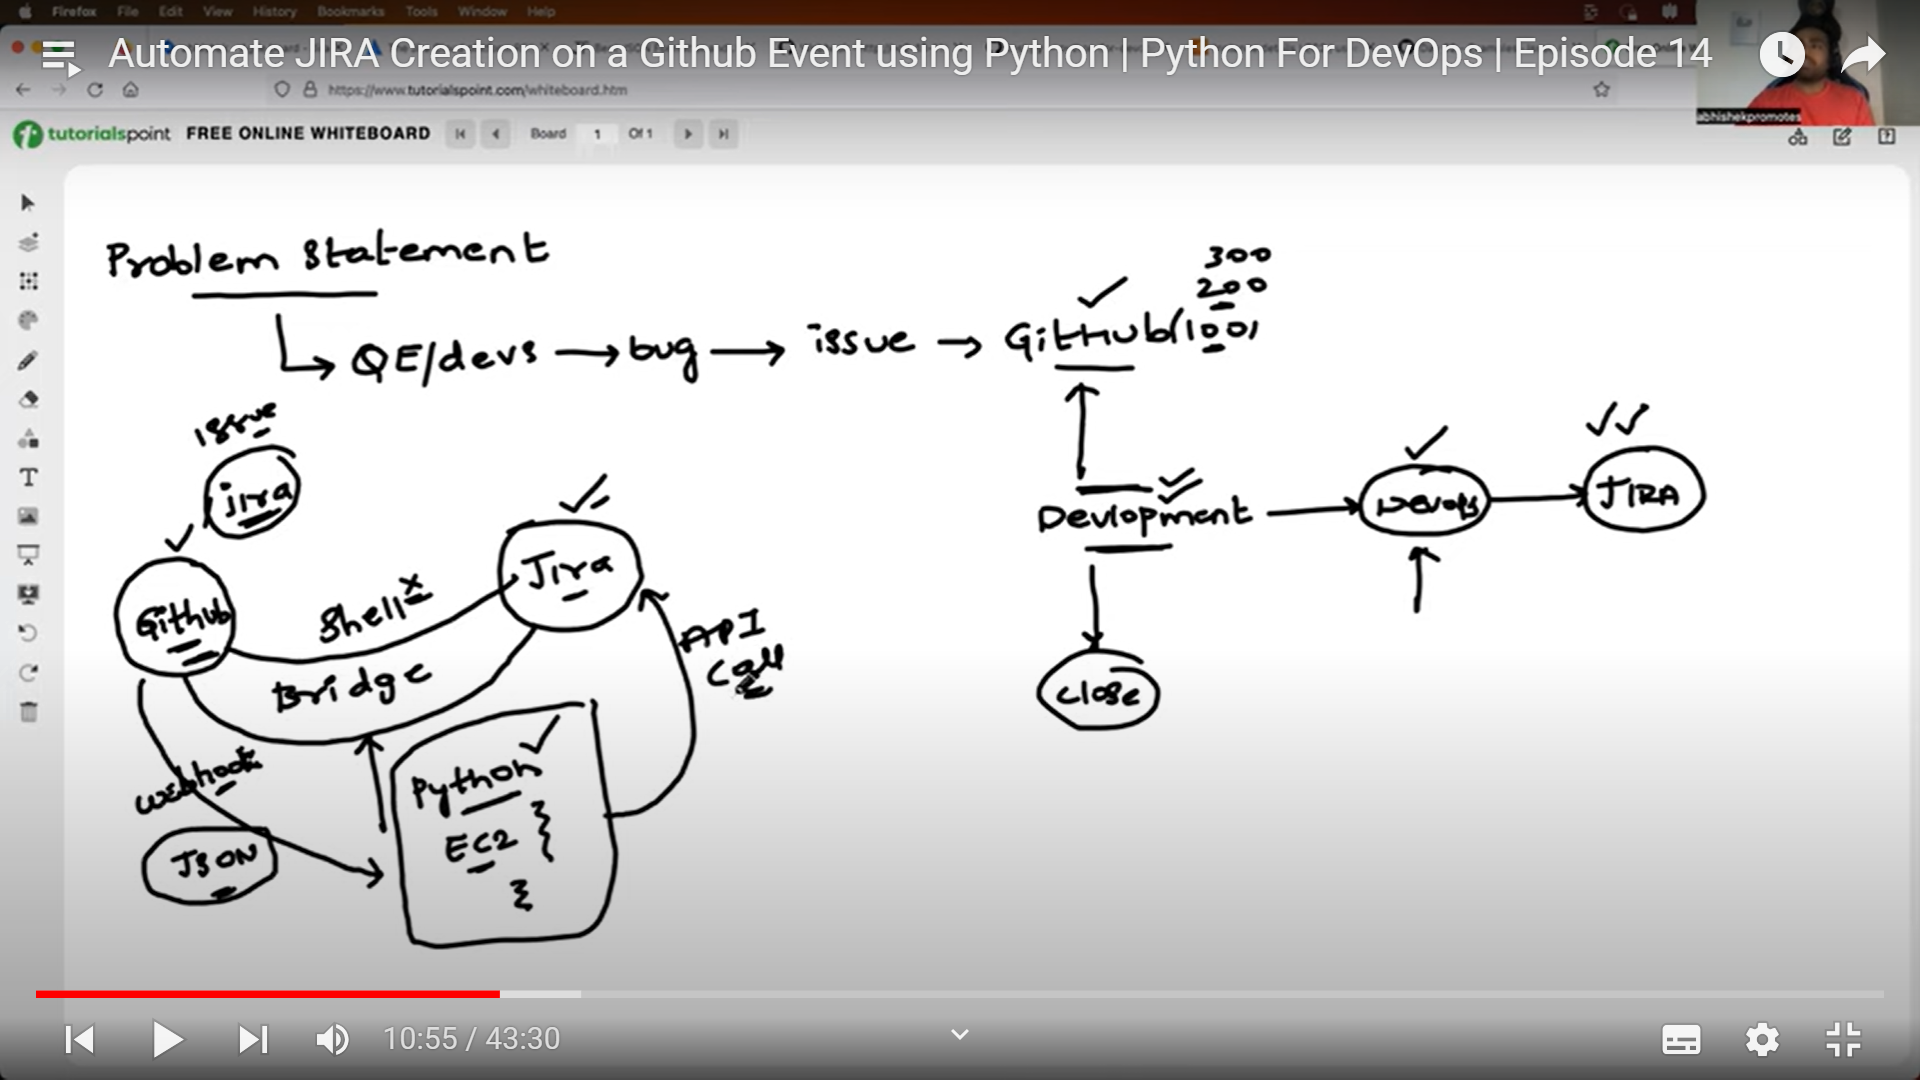 Firefox File Edit View History Bookmarks Tools Window Help
Automate JIRA Creation on a Github Event using Python | Python For DevOps | Episode 14
https://www.tutorialspoint.com/whiteboard.htm
abhishekpromotes
tutorialspoint FREE ONLINE WHITEBOARD Board 1 Of 1
Problem Statement
300
200
QE/devs bug issue GitHub(100)
issue
jira
Github
Shell x
Jira
Bridge
API
Call
webhook
JSON
Python
EC2
Devlopment
Devops
JIRA
close
10:55 / 43:30